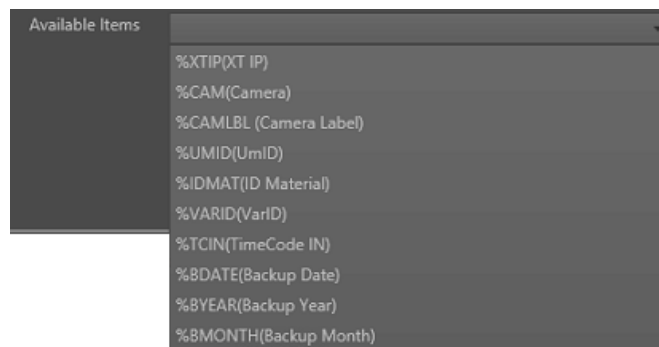 Available Items
%XTIP(XT IP)
%CAM(Camera)
%CAMLBL (Camera Label)
%UMID(UmID)
%IDMAT(ID Material)
%VARID(VarID)
%TCIN(TimeCode IN)
%BDATE(Backup Date)
%BYEAR(Backup Year)
%BMONTH(Backup Month)